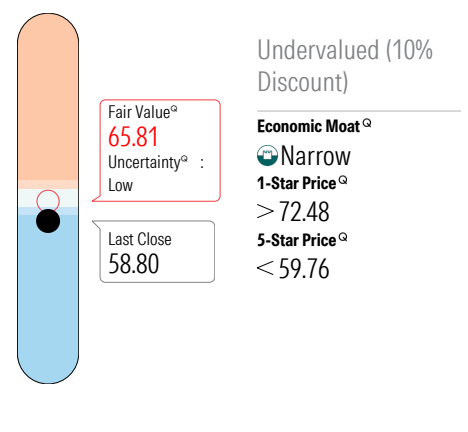 Undervalued (10%
Discount)
Fair Value Q
65.81
Uncertainty Q :
Low
Last Close
58.80
Economic Moat Q
Narrow
1-Star Price Q
>72.48
5-Star Price Q
<59.76